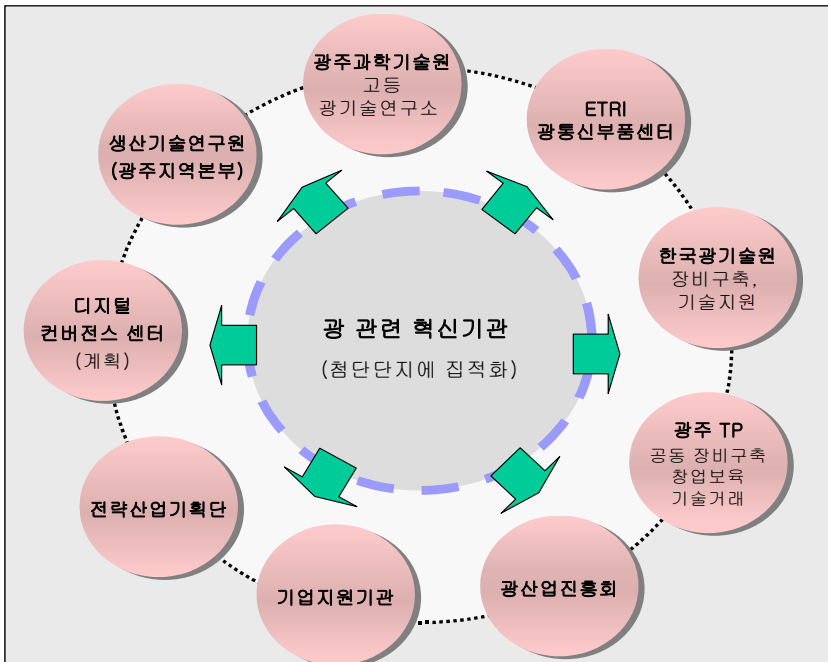 광주과학기술원
고등
광기술연구소
ETRI
광통신부품센터
생산기술연구원
(광주지역본부)
한국광기술원
장비구축,
기술지원
디지털
컨버전스 센터
(계획)
광 관련 혁신기관
(첨단단지에 집적화)
광주 TP
공동 장비구축
창업보육
기술거래
전략산업기획단
기업지원기관
광산업진흥회